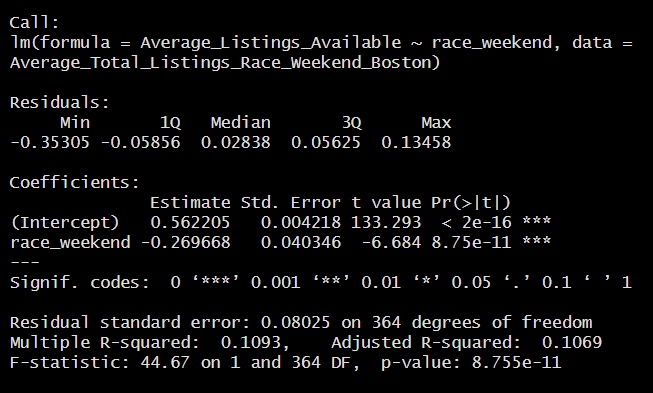 Call:
lm(formula = Average_Listings_Available ~ race_weekend, data =
Average_Total_Listings_Race_Weekend_Boston)
Residuals:
Min 1Q Median 3Q Max
-0.35305 -0.05856 0.02838 0.05625 0.13458
Coefficients:
Estimate Std. Error t value Pr(>|t|)
(Intercept) 0.562205 0.004218 133.293 < 2e-16 ***
race_weekend -0.269668 0.040346 -6.684 8.75e-11 ***
---
Signif. codes: 0 ‘***’ 0.001 ‘**’ 0.01 ‘*’ 0.05 ‘.’ 0.1 ‘ ’ 1
Residual standard error: 0.08025 on 364 degrees of freedom
Multiple R-squared: 0.1093, Adjusted R-squared: 0.1069
F-statistic: 44.67 on 1 and 364 DF, p-value: 8.755e-11